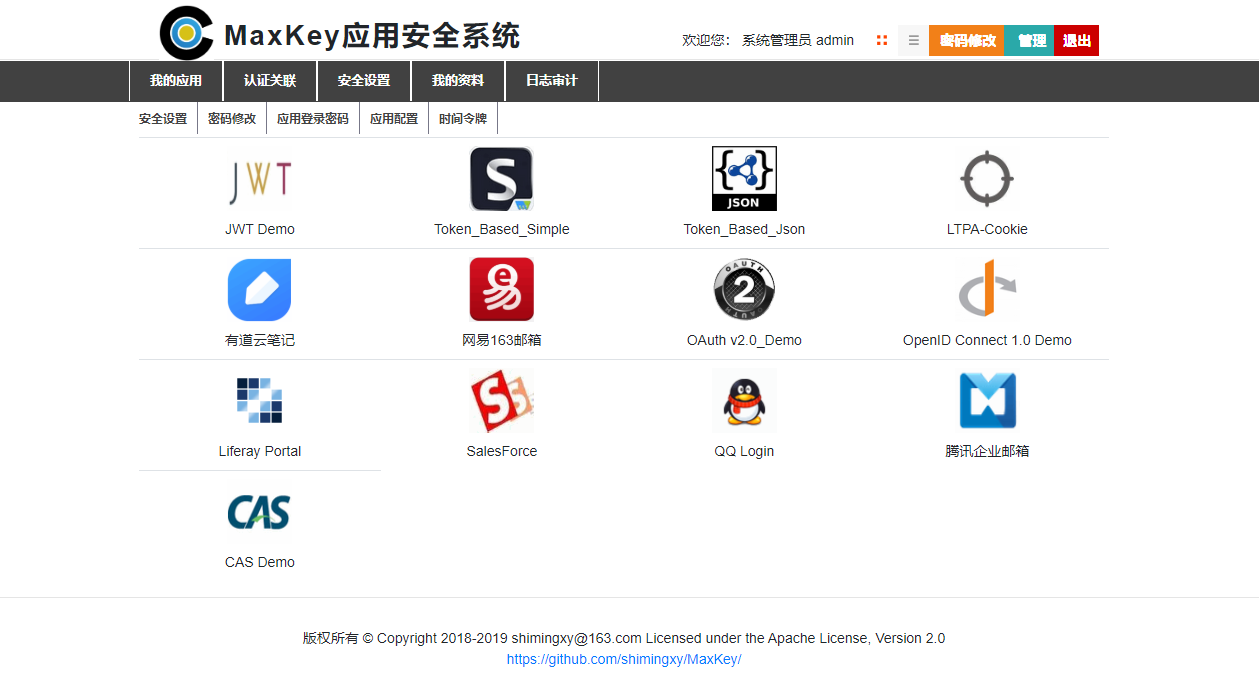 MaxKey应用安全系统
欢迎您： 系统管理员 admin
密码修改 管理 退出
我的应用 认证关联 安全设置 我的资料 日志审计
安全设置 密码修改 应用登录密码 应用配置 时间令牌
JWT
S
JSON
JWT Demo Token_Based_Simple Token_Based_Json LTPA-Cookie
易
OAUTH
2
AUTH
有道云笔记 网易163邮箱 OAuth v2.0_Demo OpenID Connect 1.0 Demo
S S
Liferay Portal SalesForce QQ Login 腾讯企业邮箱
CAS
CAS Demo
版权所有 © Copyright 2018-2019 shimingxy@163.com Licensed under the Apache License, Version 2.0
https://github.com/shimingxy/MaxKey/